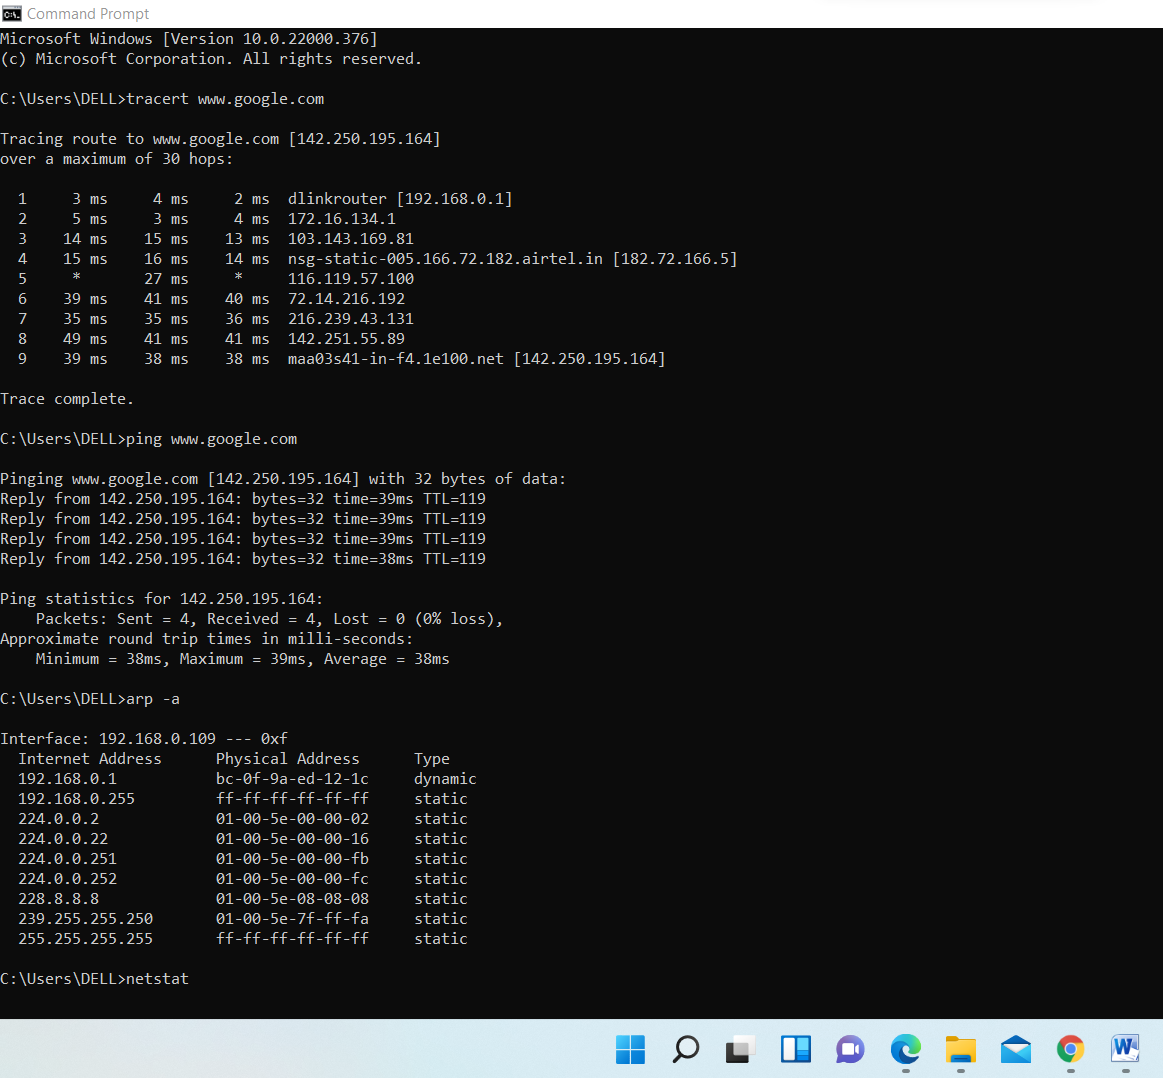 Command Prompt
Microsoft Windows [Version 10.0.22000.376]
(c) Microsoft Corporation. All rights reserved.
C:\Users\DELL>tracert www.google.com
Tracing route to www.google.com [142.250.195.164]
over a maximum of 30 hops:
1 3 ms 4 ms 2 ms dlinkrouter [192.168.0.1]
2 5 ms 3 ms 4 ms 172.16.134.1
3 14 ms 15 ms 13 ms 103.143.169.81
4 15 ms 16 ms 14 ms nsg-static-005.166.72.182.airtel.in [182.72.166.5]
5 * 27 ms * 116.119.57.100
6 39 ms 41 ms 40 ms 72.14.216.192
7 35 ms 35 ms 36 ms 216.239.43.131
8 49 ms 41 ms 41 ms 142.251.55.89
9 39 ms 38 ms 38 ms maa03s41-in-f4.1e100.net [142.250.195.164]
Trace complete.
C:\Users\DELL>ping www.google.com
Pinging www.google.com [142.250.195.164] with 32 bytes of data:
Reply from 142.250.195.164: bytes=32 time=39ms TTL=119
Reply from 142.250.195.164: bytes=32 time=39ms TTL=119
Reply from 142.250.195.164: bytes=32 time=39ms TTL=119
Reply from 142.250.195.164: bytes=32 time=38ms TTL=119
Ping statistics for 142.250.195.164:
Packets: Sent = 4, Received = 4, Lost = 0 (0% loss),
Approximate round trip times in milli-seconds:
Minimum = 38ms, Maximum = 39ms, Average = 38ms
C:\Users\DELL>arp -a
Interface: 192.168.0.109 --- 0xf
Internet Address Physical Address Type
192.168.0.1 bc-0f-9a-ed-12-1c dynamic
192.168.0.255 ff-ff-ff-ff-ff-ff static
224.0.0.2 01-00-5e-00-00-02 static
224.0.0.22 01-00-5e-00-00-16 static
224.0.0.251 01-00-5e-00-00-fb static
224.0.0.252 01-00-5e-00-00-fc static
228.8.8.8 01-00-5e-08-08-08 static
239.255.255.250 01-00-5e-7f-ff-fa static
255.255.255.255 ff-ff-ff-ff-ff-ff static
C:\Users\DELL>netstat
W